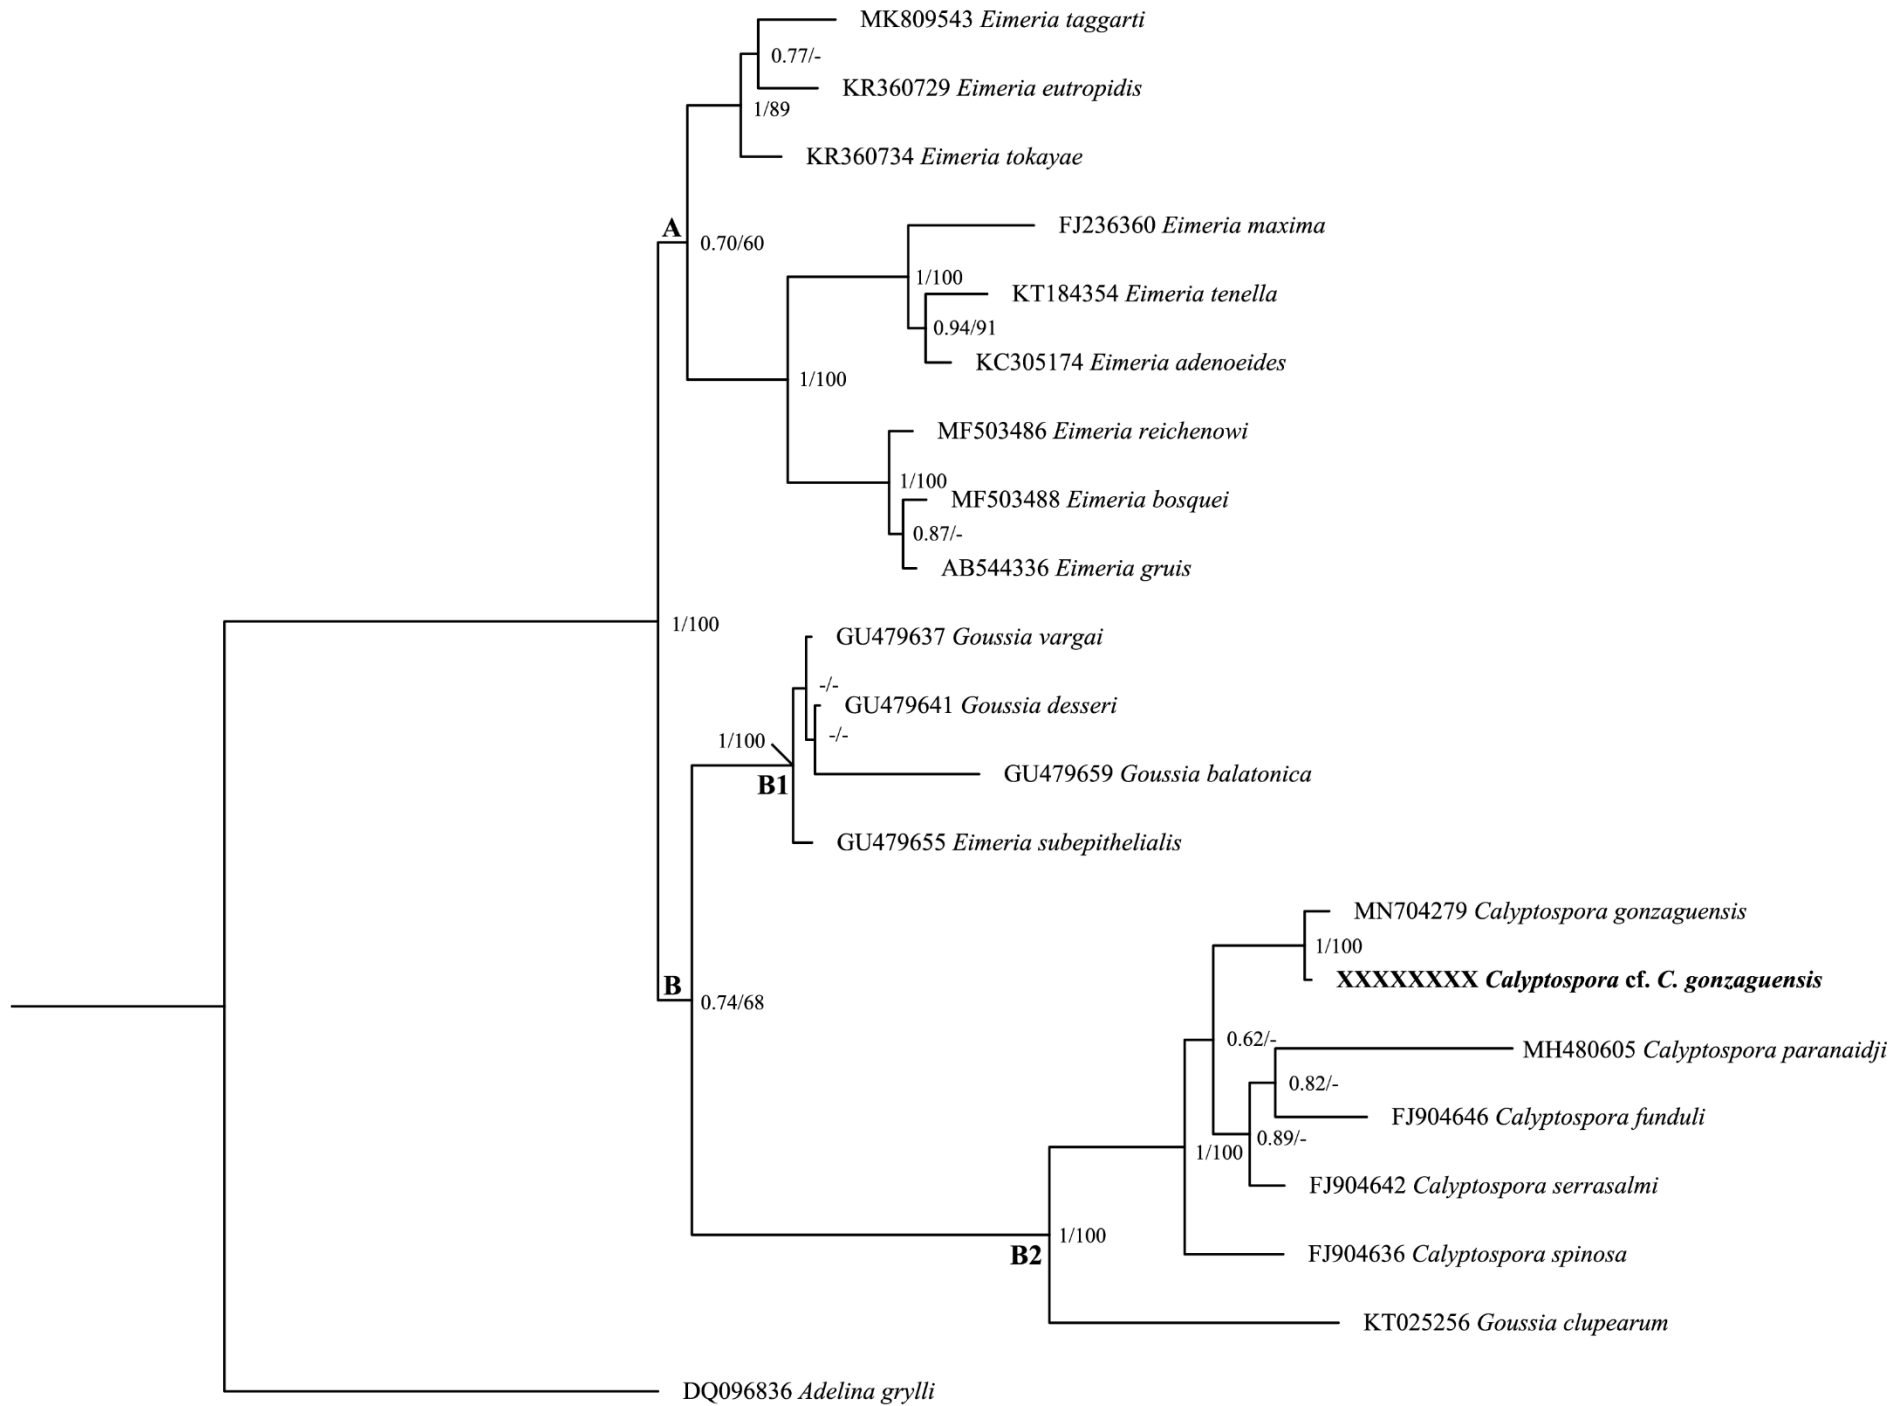 MK809543 Eimeria taggarti
0.77/-
KR360729 Eimeria eutropidis
1/89
KR360734 Eimeria tokayae
FJ236360 Eimeria maxima
A
0.70/60
1/100
KT184354 Eimeria tenella
0.94/91
KC305174 Eimeria adenoeides
1/100
MF503486 Eimeria reichenowi
1/100
MF503488 Eimeria bosquei
0.87/-
AB544336 Eimeria gruis
1/100
GU479637 Goussia vargai
-/-
GU479641 Goussia desseri
-/-
1/100
GU479659 Goussia balatonica
B1
GU479655 Eimeria subepithelialis
MN704279 Calyptospora gonzaguensis
1/100
XXXXXXXX Calyptospora cf. C. gonzaguensis
B
0.74/68
0.62/-
MH480605 Calyptospora paranaidji
0.82/-
FJ904646 Calyptospora funduli
0.89/-
1/100
FJ904642 Calyptospora serrasalmi
1/100
B2
FJ904636 Calyptospora spinosa
KT025256 Goussia clupearum
DQ096836 Adelina grylli